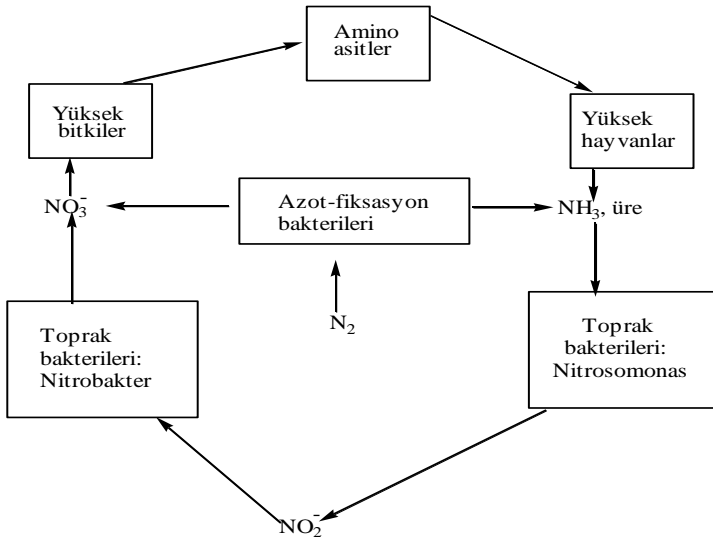 Amino
asitler
Yüksek
bitkiler
Yüksek
hayvanlar
NO₃⁻
Azot-fiksasyon
bakterileri
NH₃, üre
N₂
Toprak
bakterileri:
Nitrobakter
Toprak
bakterileri:
Nitrosomonas
NO₂⁻